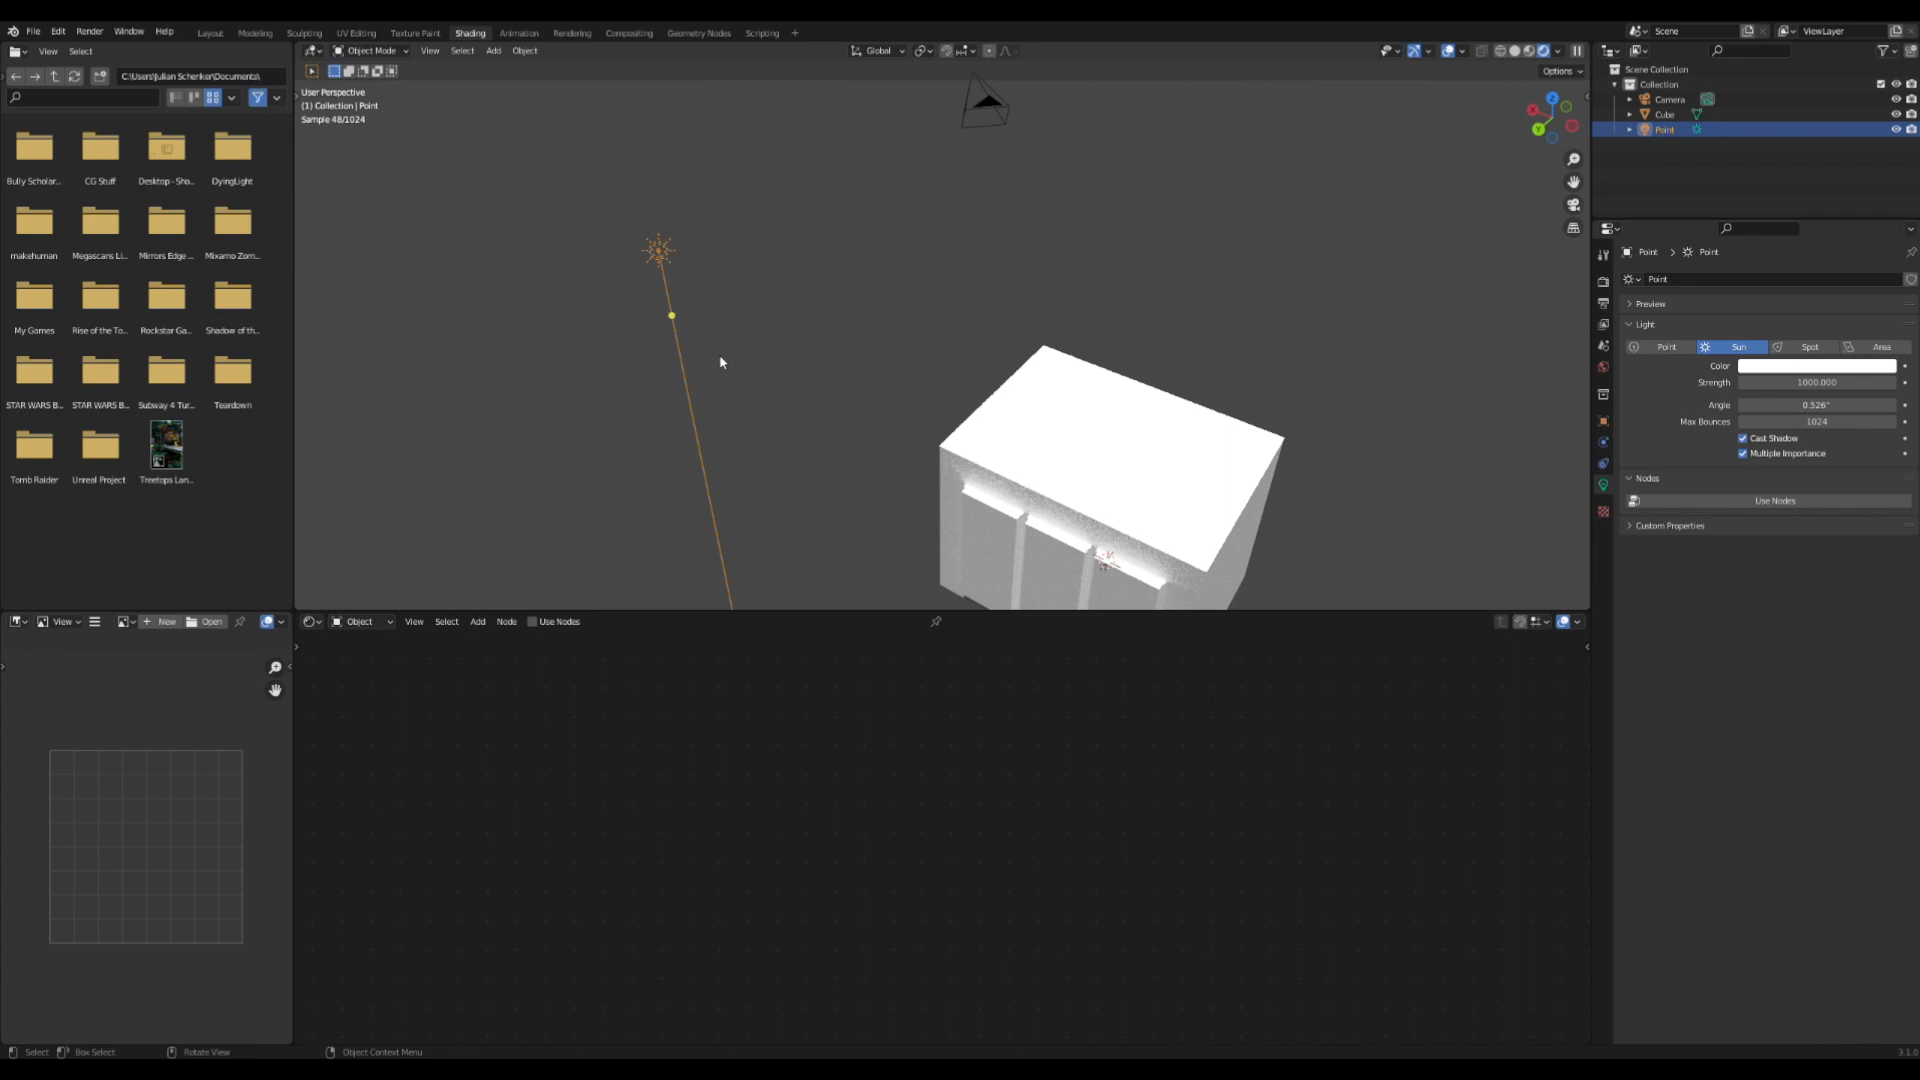 File Edit Render Window Help Layout Modeling Sculpting UV Editing Texture Paint Shading Animation Rendering Compositing Geometry Nodes Scripting + Scene ViewLayer
View Select Object Mode View Select Add Object Global
C:\Users\Julian Schenker\Documents\
Options
User Perspective
(1) Collection | Point
Sample 48/1024
Scene Collection
Collection
Camera
Cube
Point
Z
Y
Bully Scholar... CG Stuff Desktop - Sho... DyingLight
makehuman Megascans Li... Mirrors Edge ... Mixamo Zom...
My Games Rise of the To... Rockstar Ga... Shadow of th...
STAR WARS B... STAR WARS B... Subway 4 Tur... Teardown
Tomb Raider Unreal Project Treetops Lan...
Point > Point
Point
Preview
Light
Point Sun Spot Area
Color
Strength 1000.000
Angle 0.526°
Max Bounces 1024
Cast Shadow
Multiple Importance
Nodes
Use Nodes
Custom Properties
View New Open
Object View Select Add Node Use Nodes
Select Box Select Rotate View Object Context Menu 3.1.0